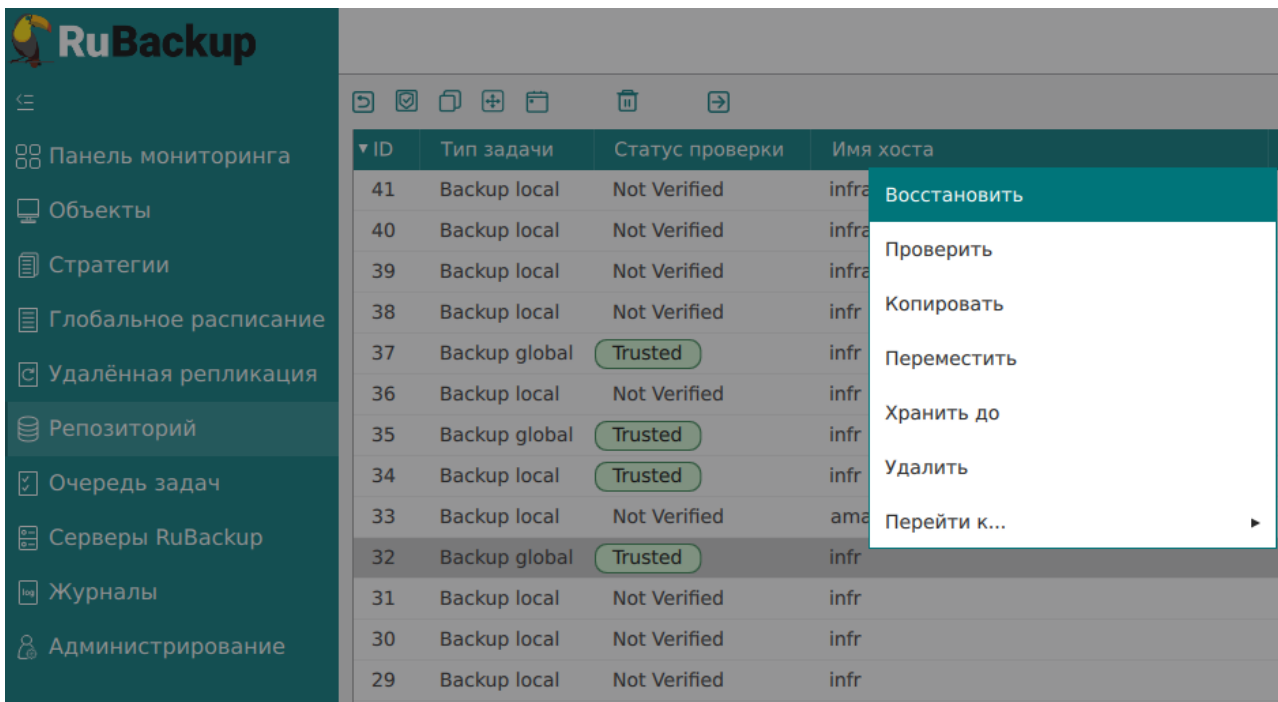 RuBackup
Панель мониторинга
Объекты
Стратегии
Глобальное расписание
Удалённая репликация
Репозиторий
Очередь задач
Серверы RuBackup
log Журналы
Администрирование
ID Тип задачи Статус проверки Имя хоста
41 Backup local Not Verified infra
40 Backup local Not Verified infra
39 Backup local Not Verified infra
38 Backup local Not Verified infr
37 Backup global Trusted infr
36 Backup local Not Verified infr
35 Backup global Trusted infr
34 Backup local Trusted infr
33 Backup local Not Verified ama
32 Backup global Trusted infr
31 Backup local Not Verified infr
30 Backup local Not Verified infr
29 Backup local Not Verified infr
Восстановить
Проверить
Копировать
Переместить
Хранить до
Удалить
Перейти к...